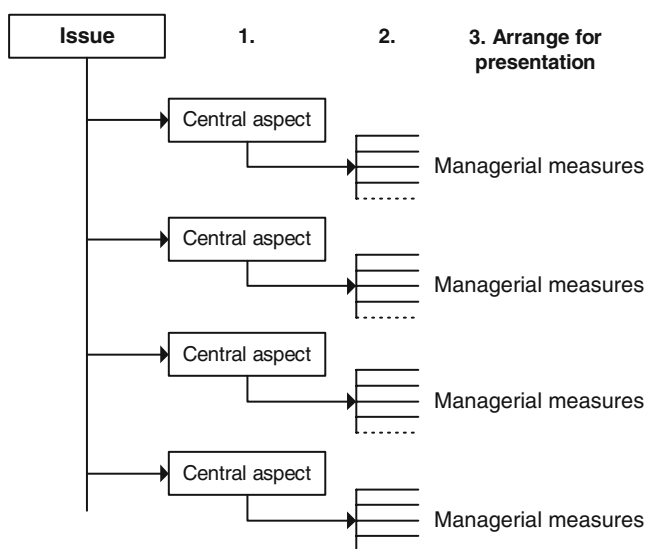 Issue
1.
2.
3. Arrange for
presentation
Central aspect
Managerial measures
Central aspect
Managerial measures
Central aspect
Managerial measures
Central aspect
Managerial measures